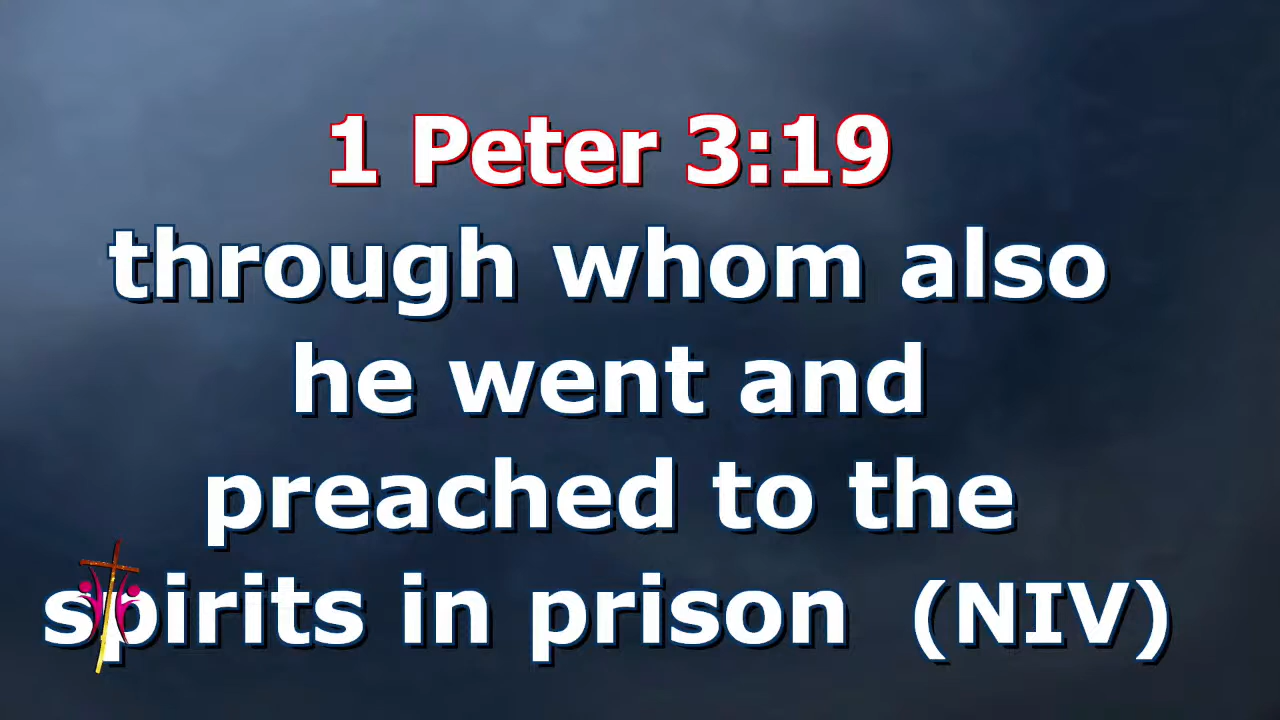 1 Peter 3:19
through whom also
he went and
preached to the
spirits in prison (NIV)